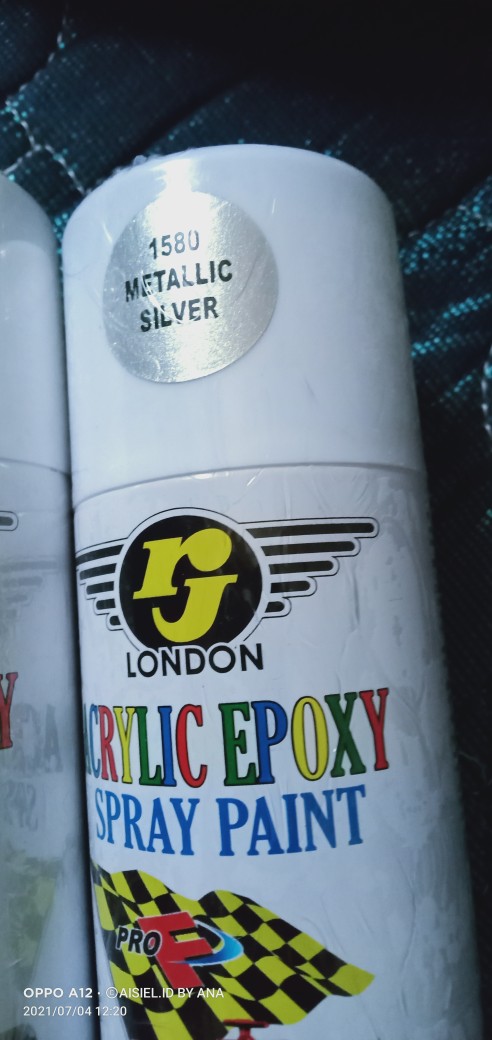 1580
METALLIC
SILVER
rJ
LONDON
ACRYLIC EPOXY
SPRAY PAINT
PRO F
Y
OPPO A12 · ©AISIEL.ID BY ANA
2021/07/04 12:20